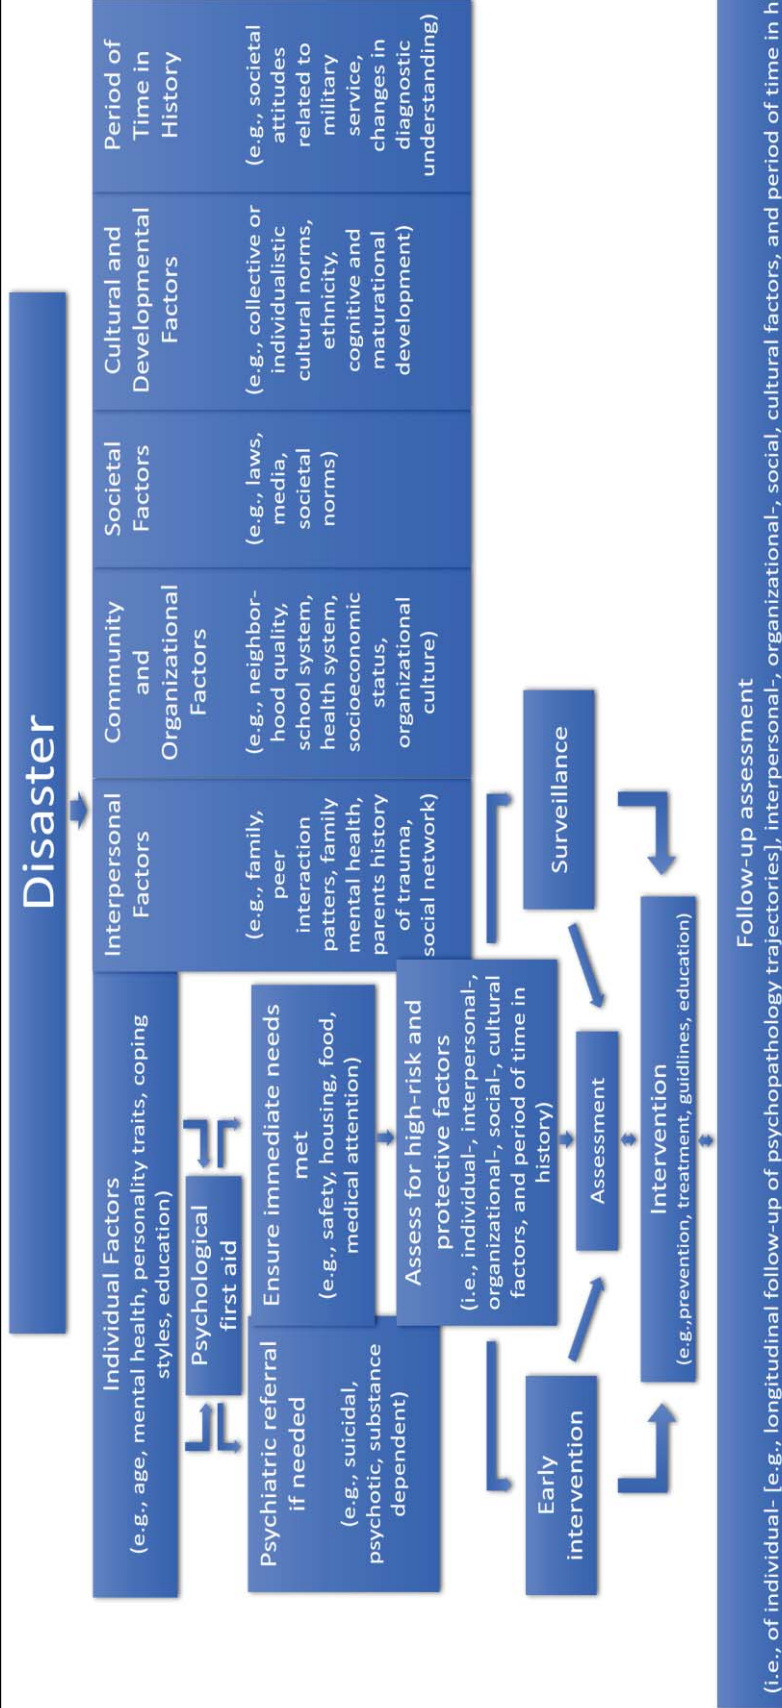 Disaster
Individual Factors
(e.g., age, mental health, personality traits, coping
styles, education)
Interpersonal
Factors
(e.g., family,
peer
interaction
patters, family
mental health,
parents history
of trauma,
social network)
Community
and
Organizational
Factors
(e.g., neighbor-
hood quality,
school system,
health system,
socioeconomic
status,
organizational
culture)
Societal
Factors
(e.g., laws,
media,
societal
norms)
Cultural and
Developmental
Factors
(e.g., collective or
individualistic
cultural norms,
ethnicity,
cognitive and
maturational
development)
Period of
Time in
History
(e.g., societal
attitudes
related to
military
service,
changes in
diagnostic
understanding)
Psychological
first aid
Psychiatric referral
if needed
(e.g., suicidal,
psychotic, substance
dependent)
Ensure immediate needs
met
(e.g., safety, housing, food,
medical attention)
Assess for high-risk and
protective factors
(i.e., individual-, interpersonal-,
organizational-, social-, cultural
factors, and period of time in
history)
Early
intervention
Assessment
Surveillance
Intervention
(e.g.,prevention, treatment, guidlines, education)
Follow-up assessment
(i.e., of individual- [e.g., longitudinal follow-up of psychopathology trajectories], interpersonal-, organizational-, social, cultural factors, and period of time in h